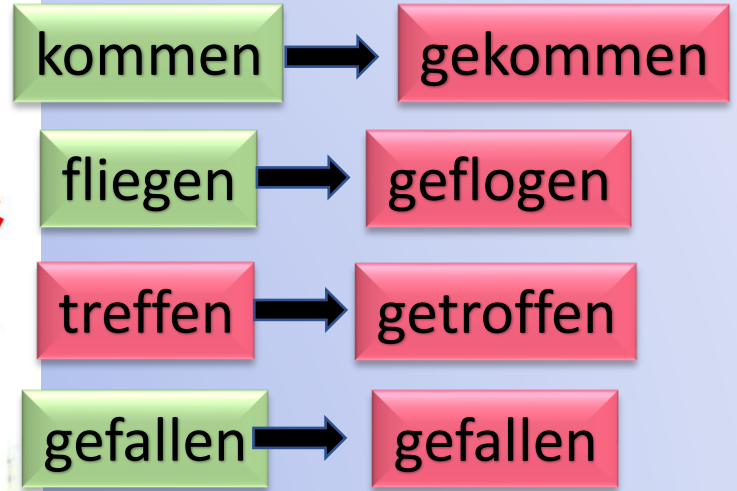 kommen gekommen
fliegen geflogen
treffen getroffen
gefallen gefallen